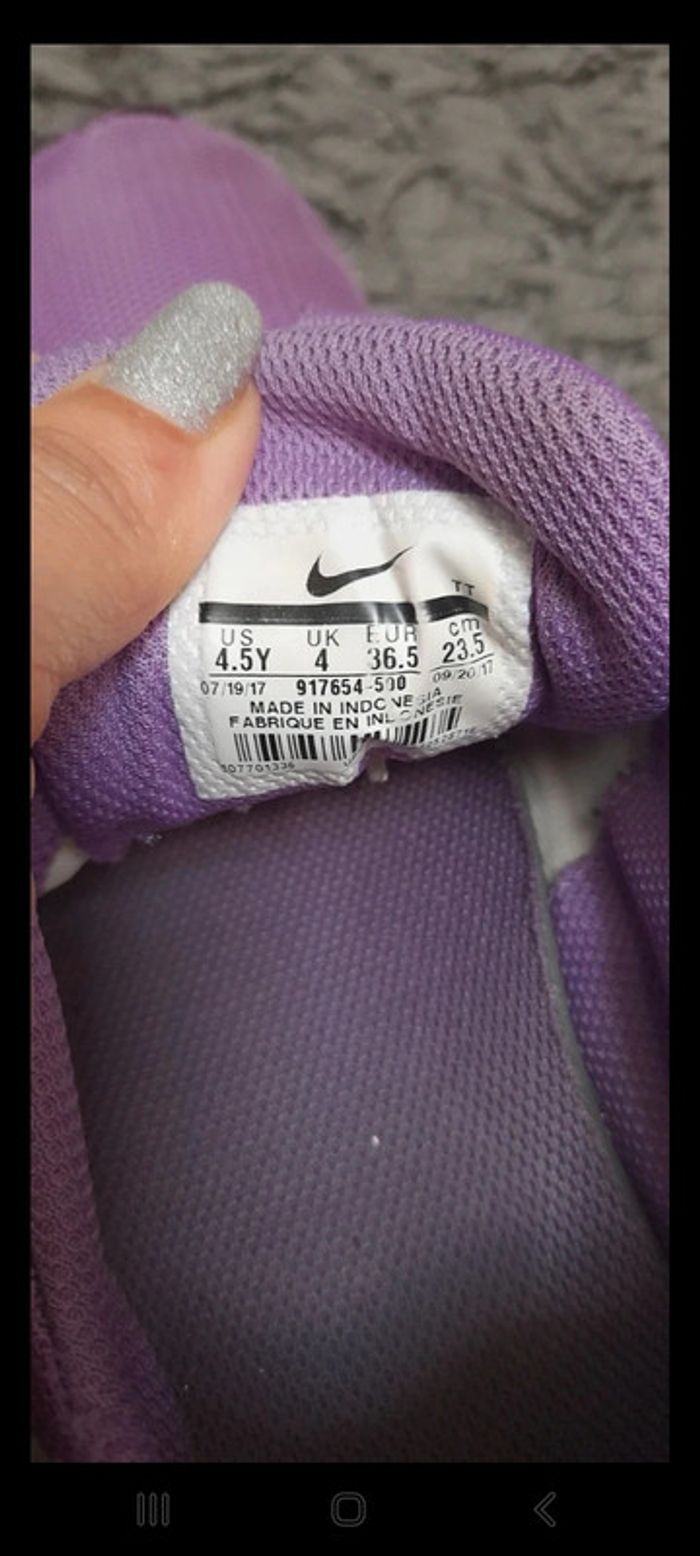 TT
US UK EUR cm
4.5Y 4 36.5 23.5
07/19/17 917654-500 09/20/17
MADE IN INDONESIA
FABRIQUE EN INDONESIE